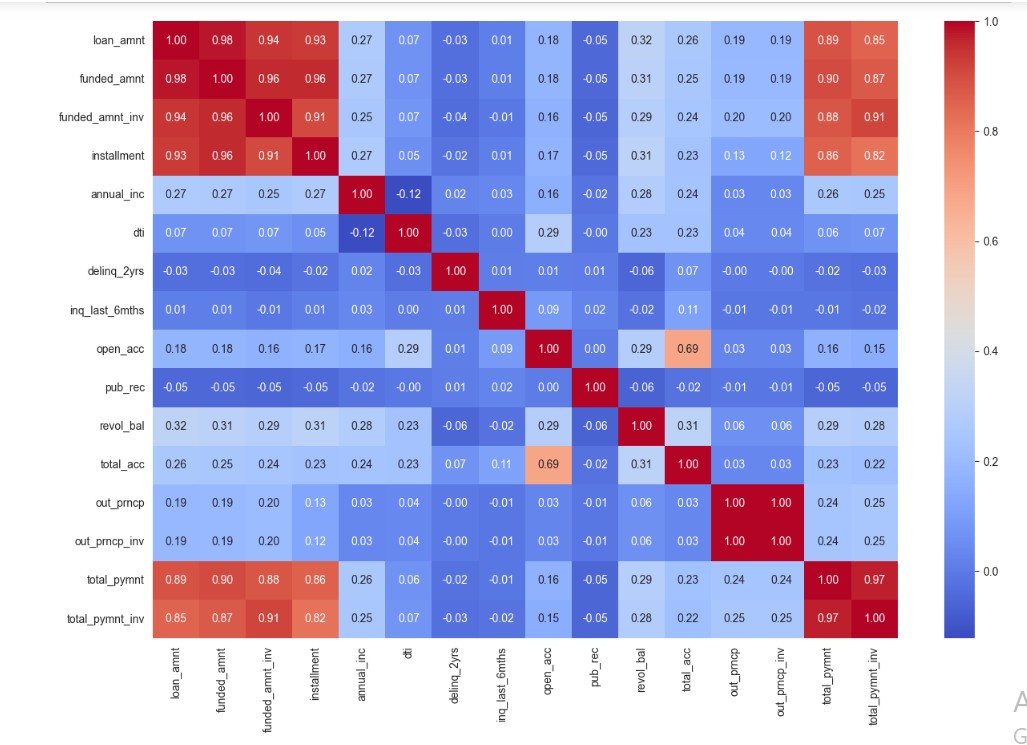 loan_amnt 1.00 0.98 0.94 0.93 0.27 0.07 -0.03 0.01 0.18 -0.05 0.32 0.26 0.19 0.19 0.89 0.85
funded_amnt 0.98 1.00 0.96 0.96 0.27 0.07 -0.03 0.01 0.18 -0.05 0.31 0.25 0.19 0.19 0.90 0.87
funded_amnt_inv 0.94 0.96 1.00 0.91 0.25 0.07 -0.04 -0.01 0.16 -0.05 0.29 0.24 0.20 0.20 0.88 0.91
installment 0.93 0.96 0.91 1.00 0.27 0.05 -0.02 0.01 0.17 -0.05 0.31 0.23 0.13 0.12 0.86 0.82
annual_inc 0.27 0.27 0.25 0.27 1.00 -0.12 0.02 0.03 0.16 -0.02 0.28 0.24 0.03 0.03 0.26 0.25
dti 0.07 0.07 0.07 0.05 -0.12 1.00 -0.03 0.00 0.29 -0.00 0.23 0.23 0.04 0.04 0.06 0.07
delinq_2yrs -0.03 -0.03 -0.04 -0.02 0.02 -0.03 1.00 0.01 0.01 0.01 -0.06 0.07 -0.00 -0.00 -0.02 -0.03
inq_last_6mths 0.01 0.01 -0.01 0.01 0.03 0.00 0.01 1.00 0.09 0.02 -0.02 0.11 -0.01 -0.01 -0.01 -0.02
open_acc 0.18 0.18 0.16 0.17 0.16 0.29 0.01 0.09 1.00 0.00 0.29 0.69 0.03 0.03 0.16 0.15
pub_rec -0.05 -0.05 -0.05 -0.05 -0.02 -0.00 0.01 0.02 0.00 1.00 -0.06 -0.02 -0.01 -0.01 -0.05 -0.05
revol_bal 0.32 0.31 0.29 0.31 0.28 0.23 -0.06 -0.02 0.29 -0.06 1.00 0.31 0.06 0.06 0.29 0.28
total_acc 0.26 0.25 0.24 0.23 0.24 0.23 0.07 0.11 0.69 -0.02 0.31 1.00 0.03 0.03 0.23 0.22
out_prncp 0.19 0.19 0.20 0.13 0.03 0.04 -0.00 -0.01 0.03 -0.01 0.06 0.03 1.00 1.00 0.24 0.25
out_prncp_inv 0.19 0.19 0.20 0.12 0.03 0.04 -0.00 -0.01 0.03 -0.01 0.06 0.03 1.00 1.00 0.24 0.25
total_pymnt 0.89 0.90 0.88 0.86 0.26 0.06 -0.02 -0.01 0.16 -0.05 0.29 0.23 0.24 0.24 1.00 0.97
total_pymnt_inv 0.85 0.87 0.91 0.82 0.25 0.07 -0.03 -0.02 0.15 -0.05 0.28 0.22 0.25 0.25 0.97 1.00
loan_amnt
funded_amnt
funded_amnt_inv
installment
annual_inc
dti
delinq_2yrs
inq_last_6mths
open_acc
pub_rec
revol_bal
total_acc
out_prncp
out_prncp_inv
total_pymnt
total_pymnt_inv
1.0
0.8
0.6
0.4
0.2
0.0